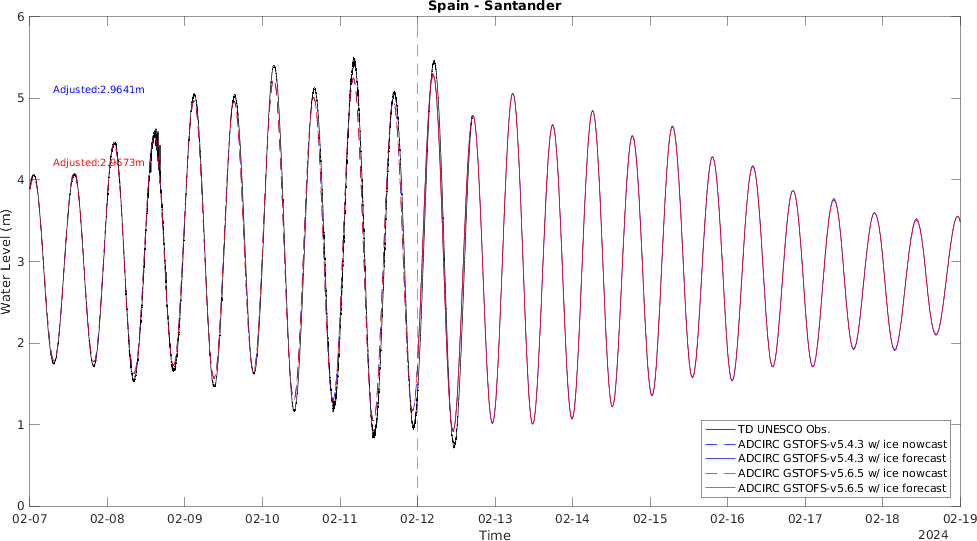 Spain - Santander
6
5
4
3
2
1
0
Water Level (m)
Adjusted:2.9641m
Adjusted:2.9673m
TD UNESCO Obs.
ADCIRC GSTOFS-v5.4.3 w/ ice nowcast
ADCIRC GSTOFS-v5.4.3 w/ ice forecast
ADCIRC GSTOFS-v5.6.5 w/ ice nowcast
ADCIRC GSTOFS-v5.6.5 w/ ice forecast
02-07 02-08 02-09 02-10 02-11 02-12 02-13 02-14 02-15 02-16 02-17 02-18 02-19
Time
2024